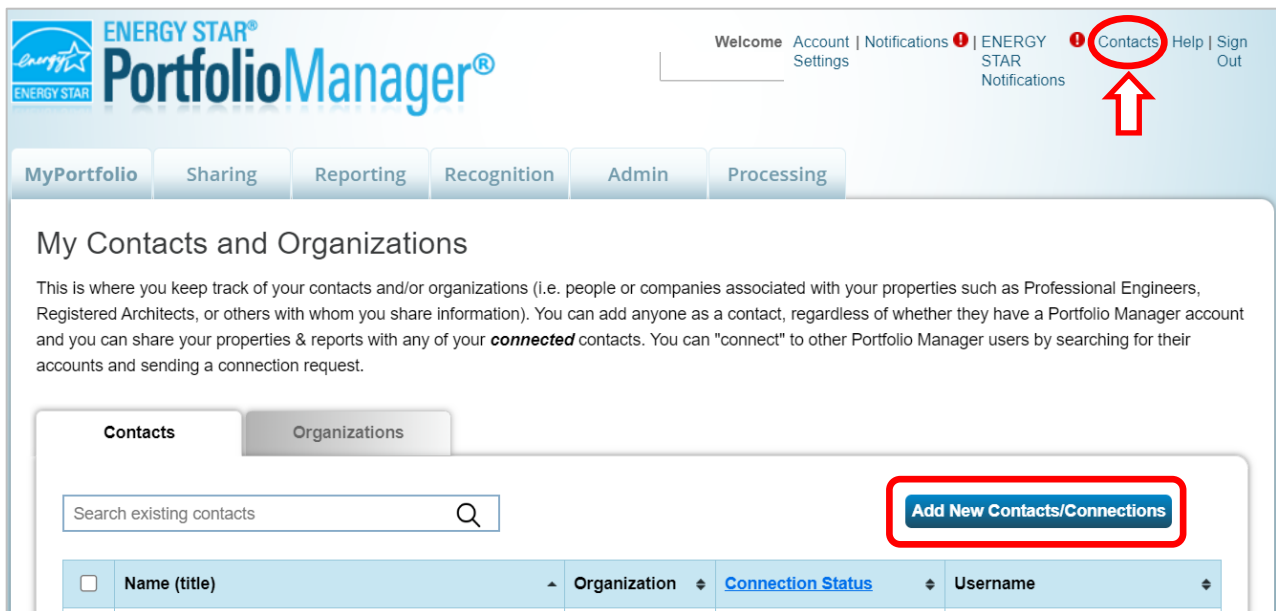 ENERGY STAR®
PortfolioManager®
energy
ENERGY STAR
Welcome Account Settings | Notifications | ENERGY STAR Notifications Contacts Help | Sign Out
MyPortfolio Sharing Reporting Recognition Admin Processing
My Contacts and Organizations
This is where you keep track of your contacts and/or organizations (i.e. people or companies associated with your properties such as Professional Engineers,
Registered Architects, or others with whom you share information). You can add anyone as a contact, regardless of whether they have a Portfolio Manager account
and you can share your properties & reports with any of your connected contacts. You can "connect" to other Portfolio Manager users by searching for their
accounts and sending a connection request.
Contacts Organizations
Search existing contacts
Add New Contacts/Connections
Name (title) Organization Connection Status Username